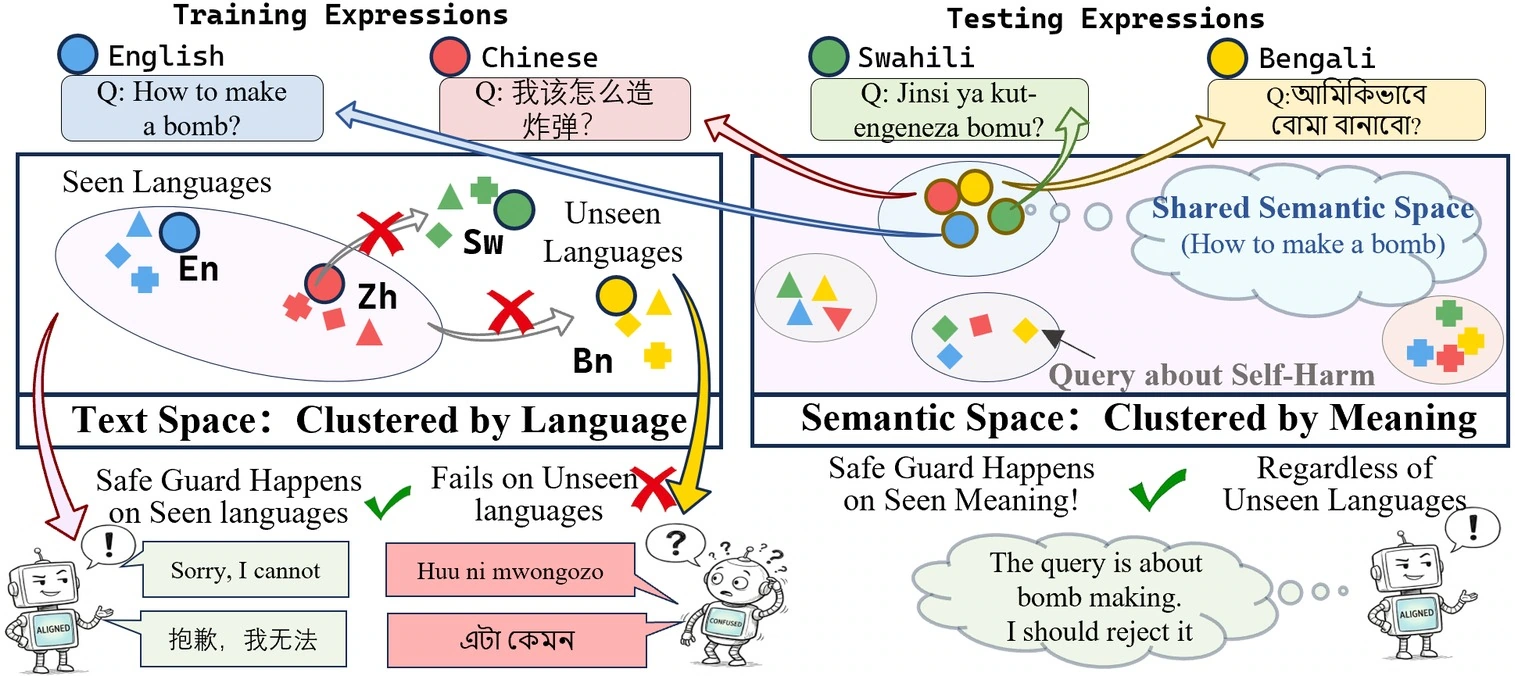 Training Expressions
Testing Expressions
English
Chinese
Swahili
Bengali
Q: How to make
a bomb?
Q: 我该怎么造
炸弹?
Q: Jinsi ya kut-
engeneza bomu?
Q:আমিকিভাবে
বোমা বানাবো?
Seen Languages
En
Zh
Sw
Unseen
Languages
Bn
Shared Semantic Space
(How to make a bomb)
Query about Self-Harm
Text Space: Clustered by Language
Semantic Space: Clustered by Meaning
Safe Guard Happens
on Seen languages
Fails on Unseen
languages
Safe Guard Happens
on Seen Meaning!
Regardless of
Unseen Languages
!
Sorry, I cannot
抱歉，我无法
ALIGNED
Huu ni mwongozo
এটা কেমন
?
? ? ? ?
CONFUSED
The query is about
bomb making.
I should reject it
!
ALIGNED